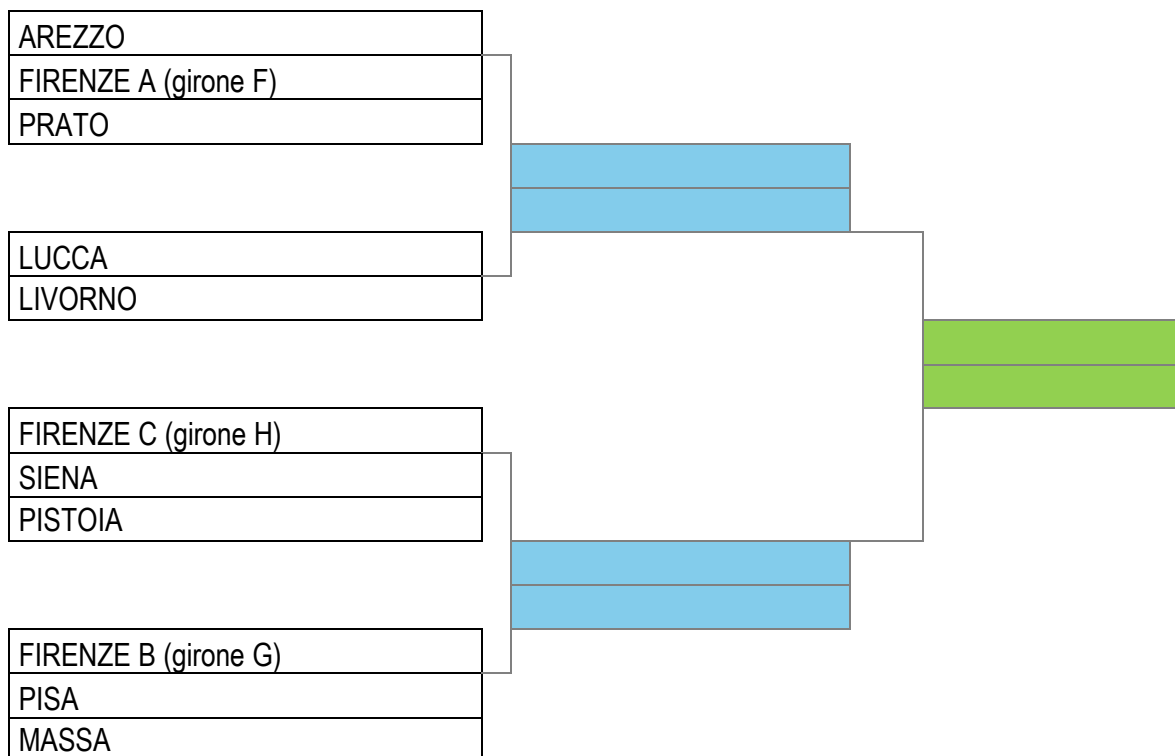 AREZZO
FIRENZE A (girone F)
PRATO
LUCCA
LIVORNO
FIRENZE C (girone H)
SIENA
PISTOIA
FIRENZE B (girone G)
PISA
MASSA